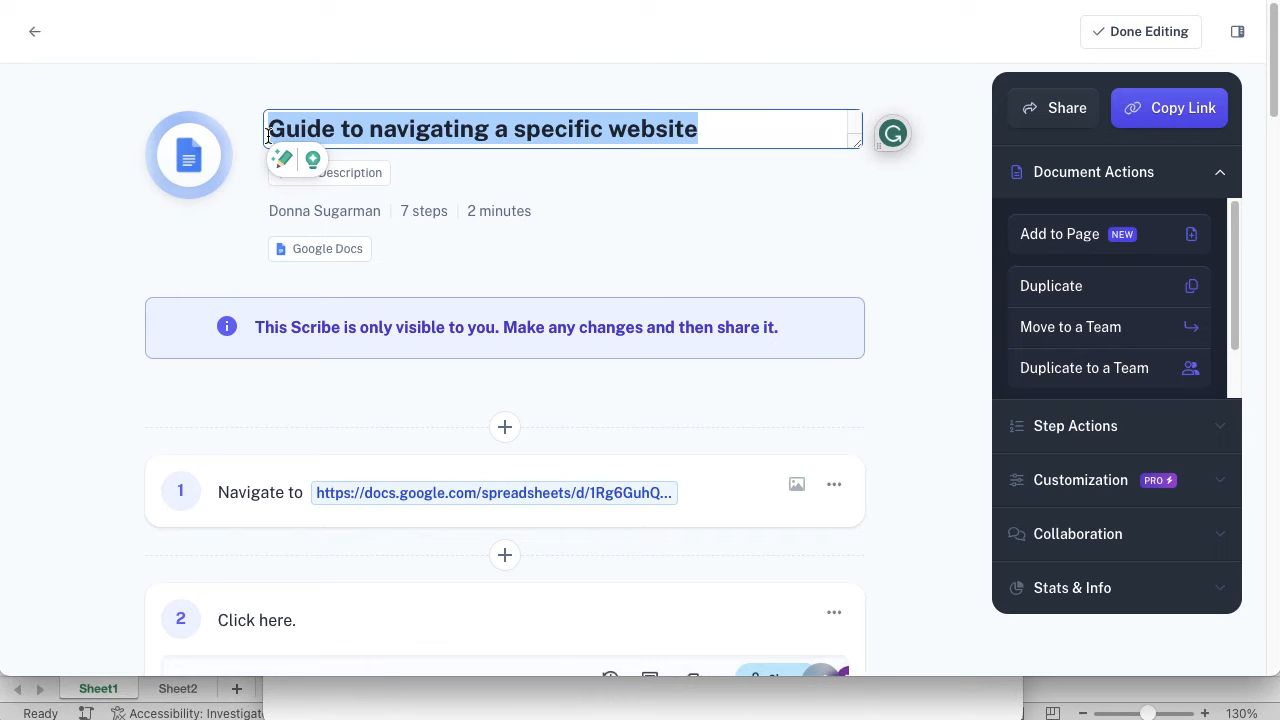 Done Editing
Guide to navigating a specific website
Description
Donna Sugarman 7 steps 2 minutes
Google Docs
This Scribe is only visible to you. Make any changes and then share it.
1 Navigate to https://docs.google.com/spreadsheets/d/1Rg6GuhQ...
2 Click here.
Share Copy Link
Document Actions
Add to Page NEW
Duplicate
Move to a Team
Duplicate to a Team
Step Actions
Customization PRO
Collaboration
Stats & Info
Sheet1 Sheet2
Ready Accessibility: Investigat 130%